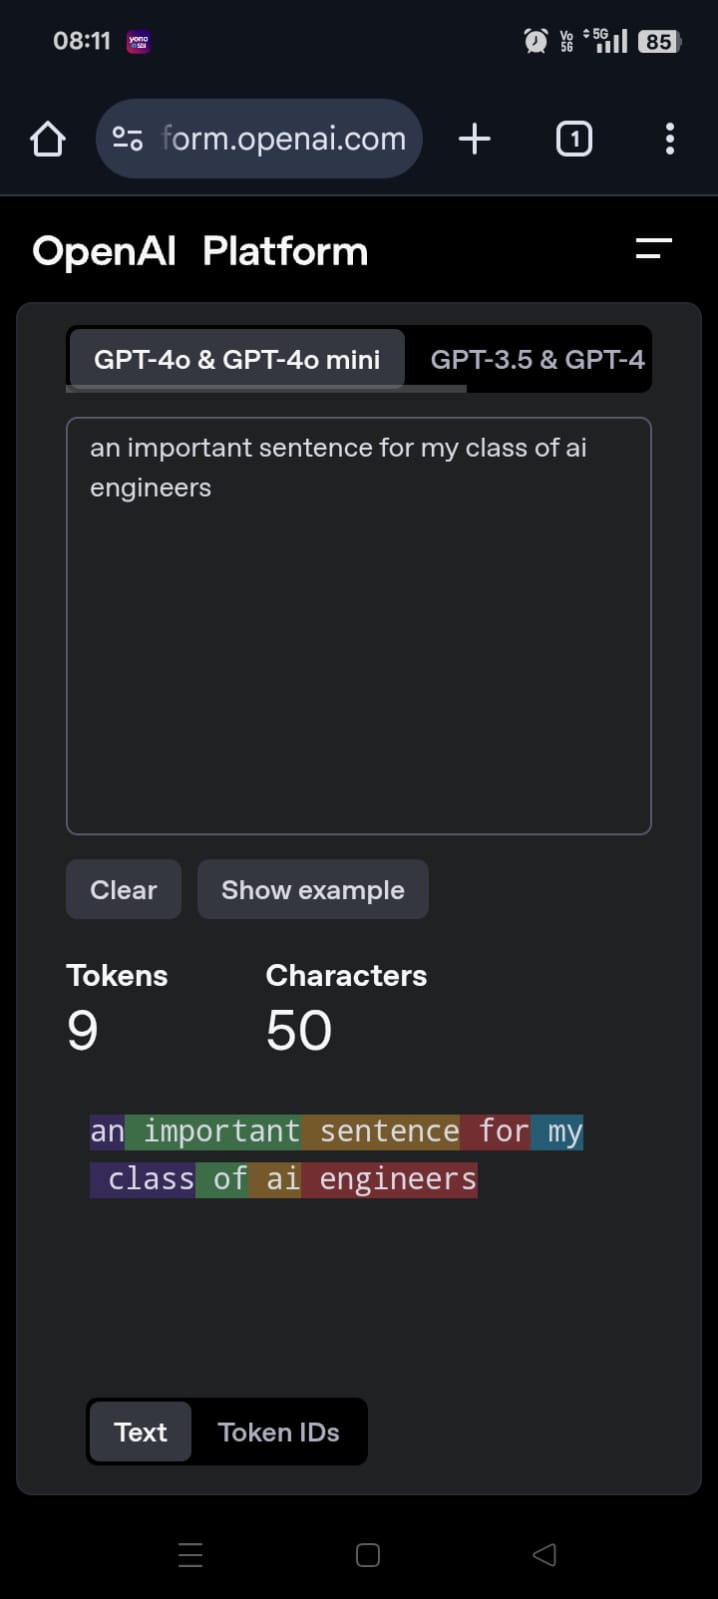 08:11 yono SBI Vo 5G 5G 85
form.openai.com 1
OpenAI Platform
GPT-4o & GPT-4o mini GPT-3.5 & GPT-4
an important sentence for my class of ai
engineers
Clear Show example
Tokens Characters
9 50
an important sentence for my
class of ai engineers
Text Token IDs